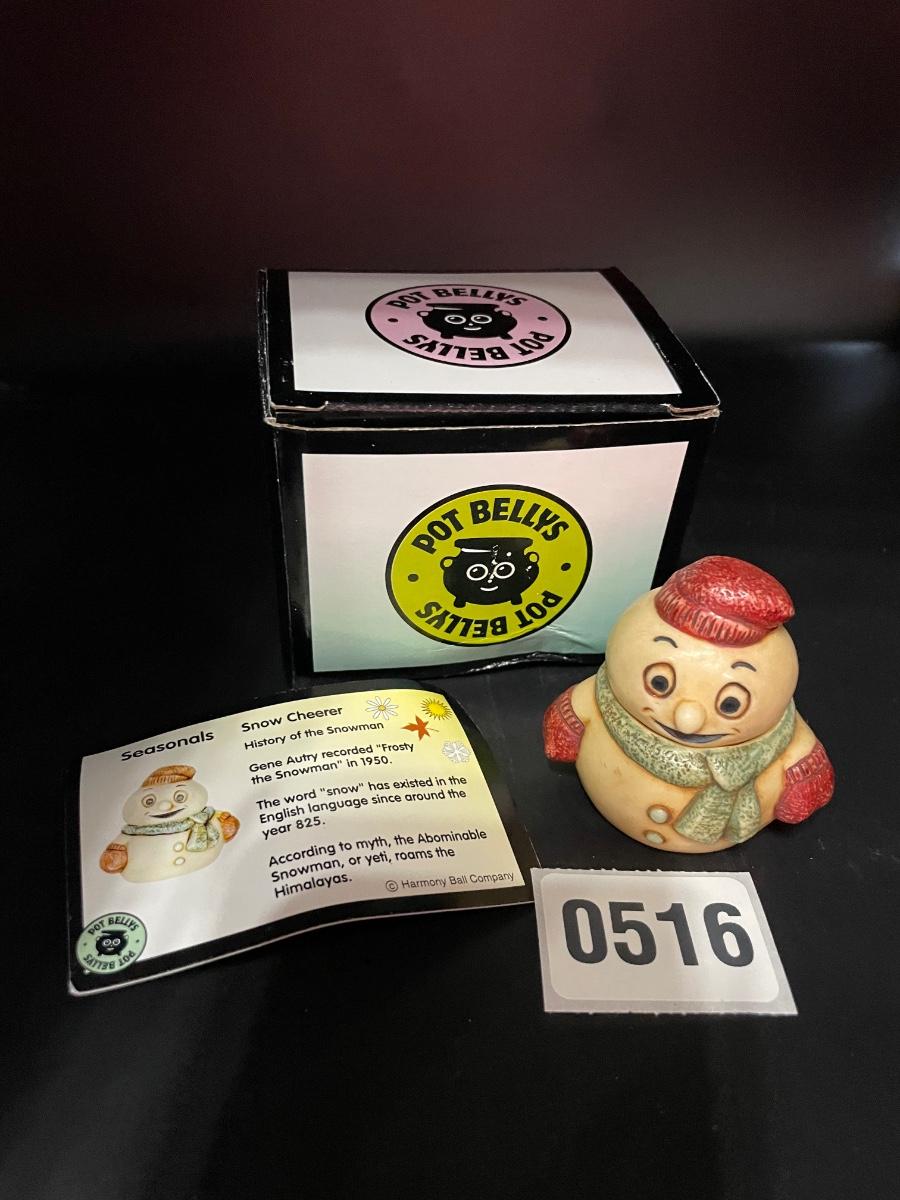 POT BELLYS
POT BELLYS
POT BELLYS
POT BELLYS
Seasonals
Snow Cheerer
History of the Snowman
Gene Autry recorded "Frosty
the Snowman" in 1950.
The word "snow" has existed in the
English language since around the
year 825.
According to myth, the Abominable
Snowman, or yeti, roams the
Himalayas.
© Harmony Ball Company
POT BELLYS
POT BELLYS
0516